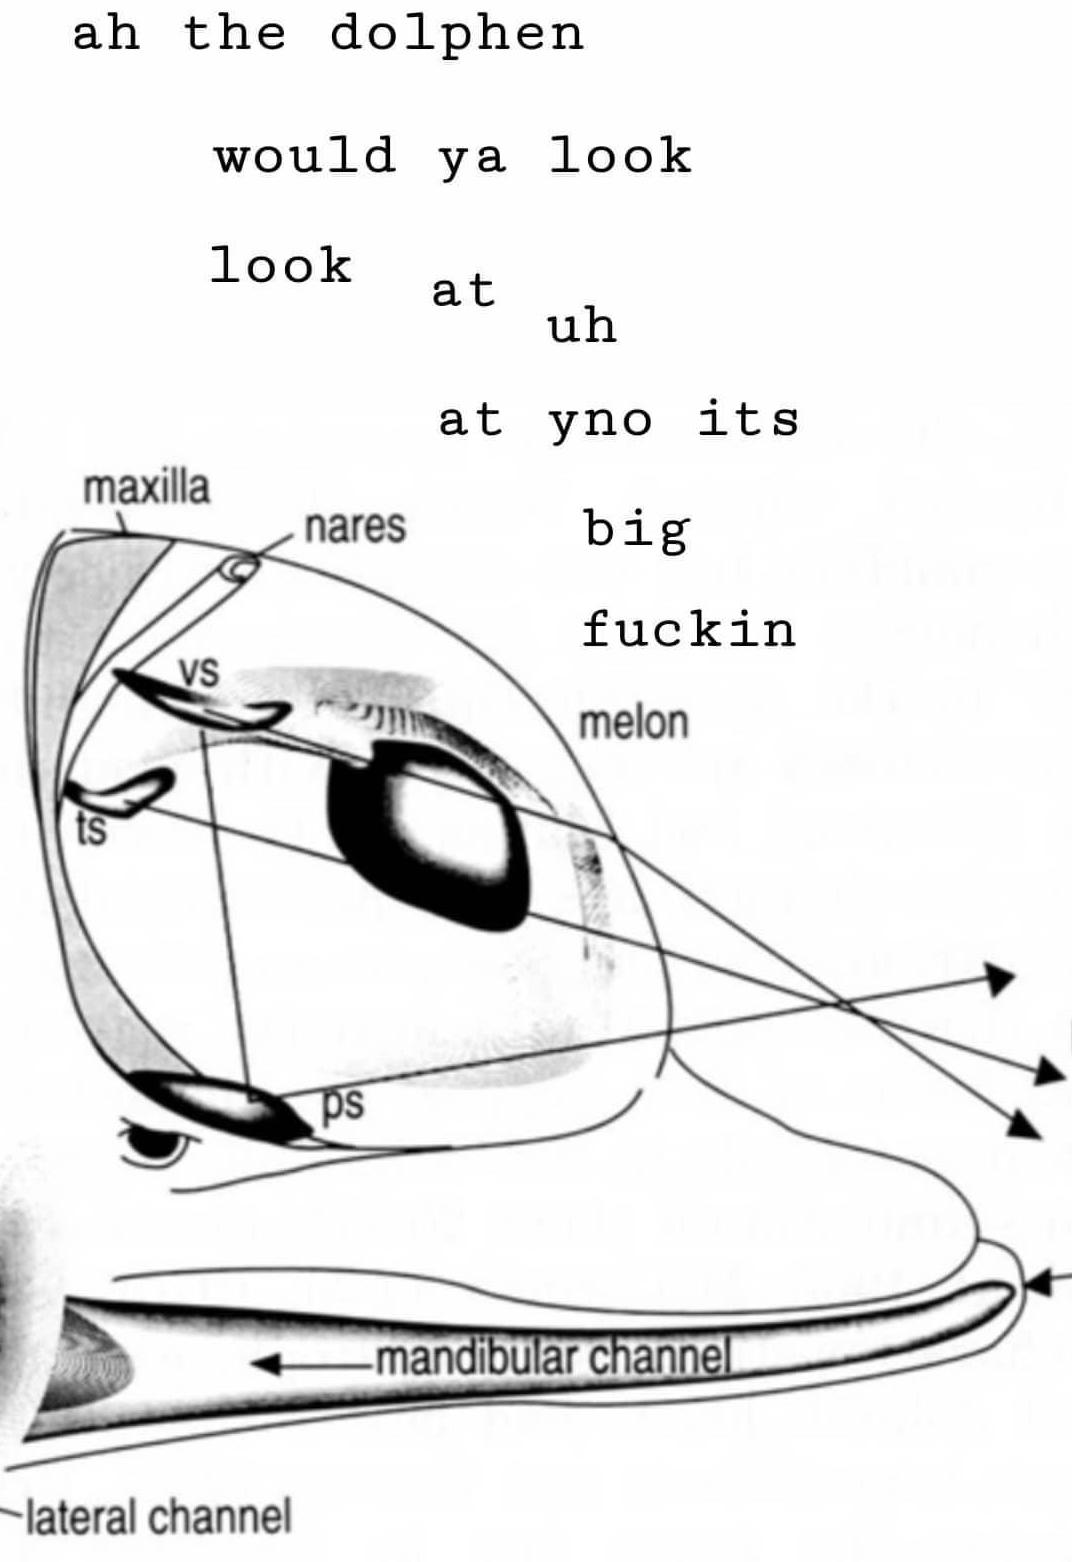 ah the dolphen
would ya look
look at uh
at yno its
big
fuckin
melon
maxilla
nares
vs
ts
ps
mandibular channel
lateral channel